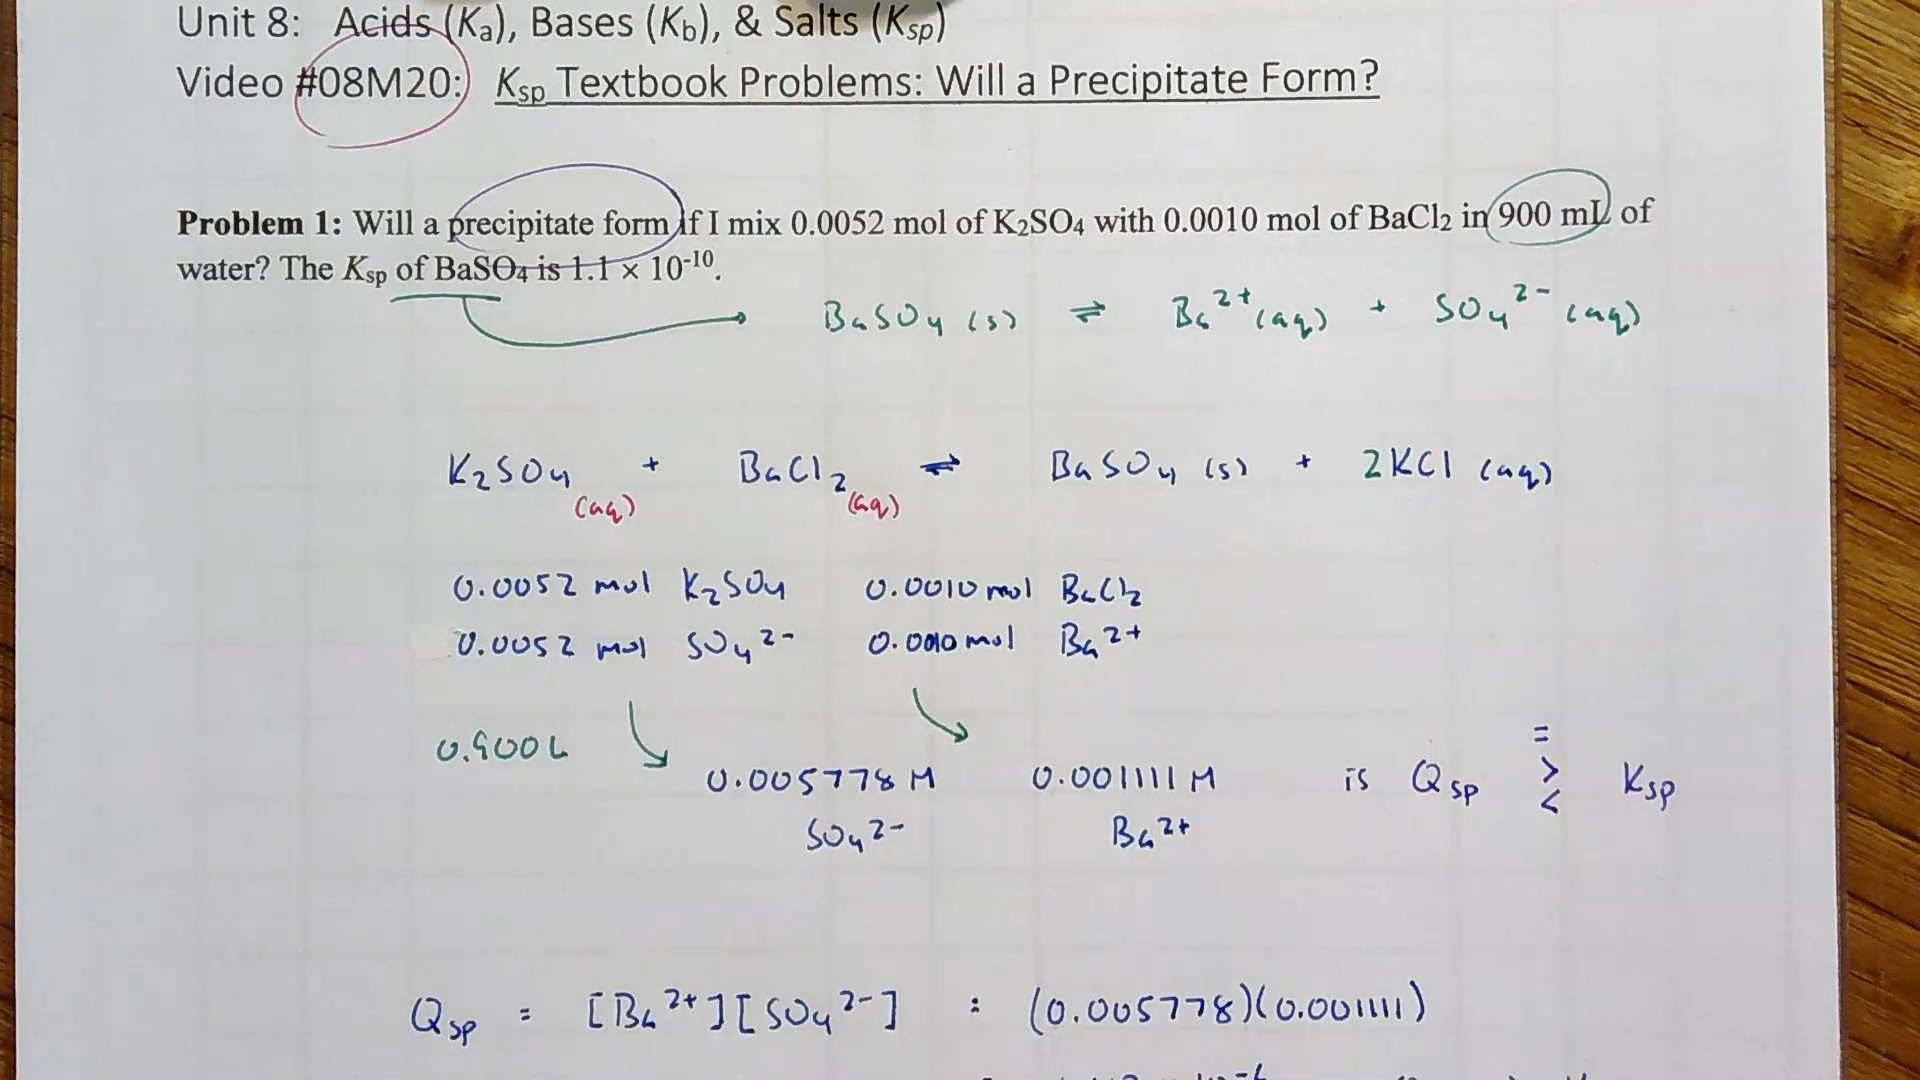 Unit 8: Acids (Ka), Bases (Kb), & Salts (Ksp)
Video #08M20: Ksp Textbook Problems: Will a Precipitate Form?
Problem 1: Will a precipitate form if I mix 0.0052 mol of K₂SO₄ with 0.0010 mol of BaCl₂ in 900 mL of
water? The Ksp of BaSO₄ is 1.1 × 10⁻¹⁰.
BaSO₄ (s) ⇌ Ba²⁺ (aq) + SO₄²⁻ (aq)
K₂SO₄ (aq) + BaCl₂ (aq) ⇌ BaSO₄ (s) + 2KCl (aq)
0.0052 mol K₂SO₄ 0.0010 mol BaCl₂
0.0052 mol SO₄²⁻ 0.0010 mol Ba²⁺
0.900L
0.005778 M 0.001111 M is Qsp = > < Ksp
SO₄²⁻ Ba²⁺
Qsp = [Ba²⁺][SO₄²⁻] = (0.005778)(0.001111)